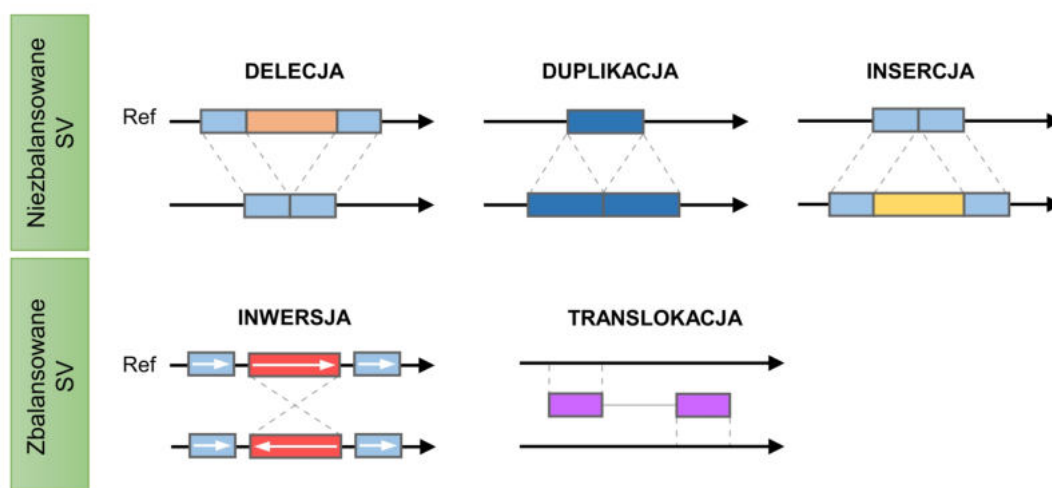 Niezbalansowane
SV
DELECJA
DUPLIKACJA
INSERCJA
Ref
Zbalansowane
SV
INWERSJA
TRANSLOKACJA
Ref